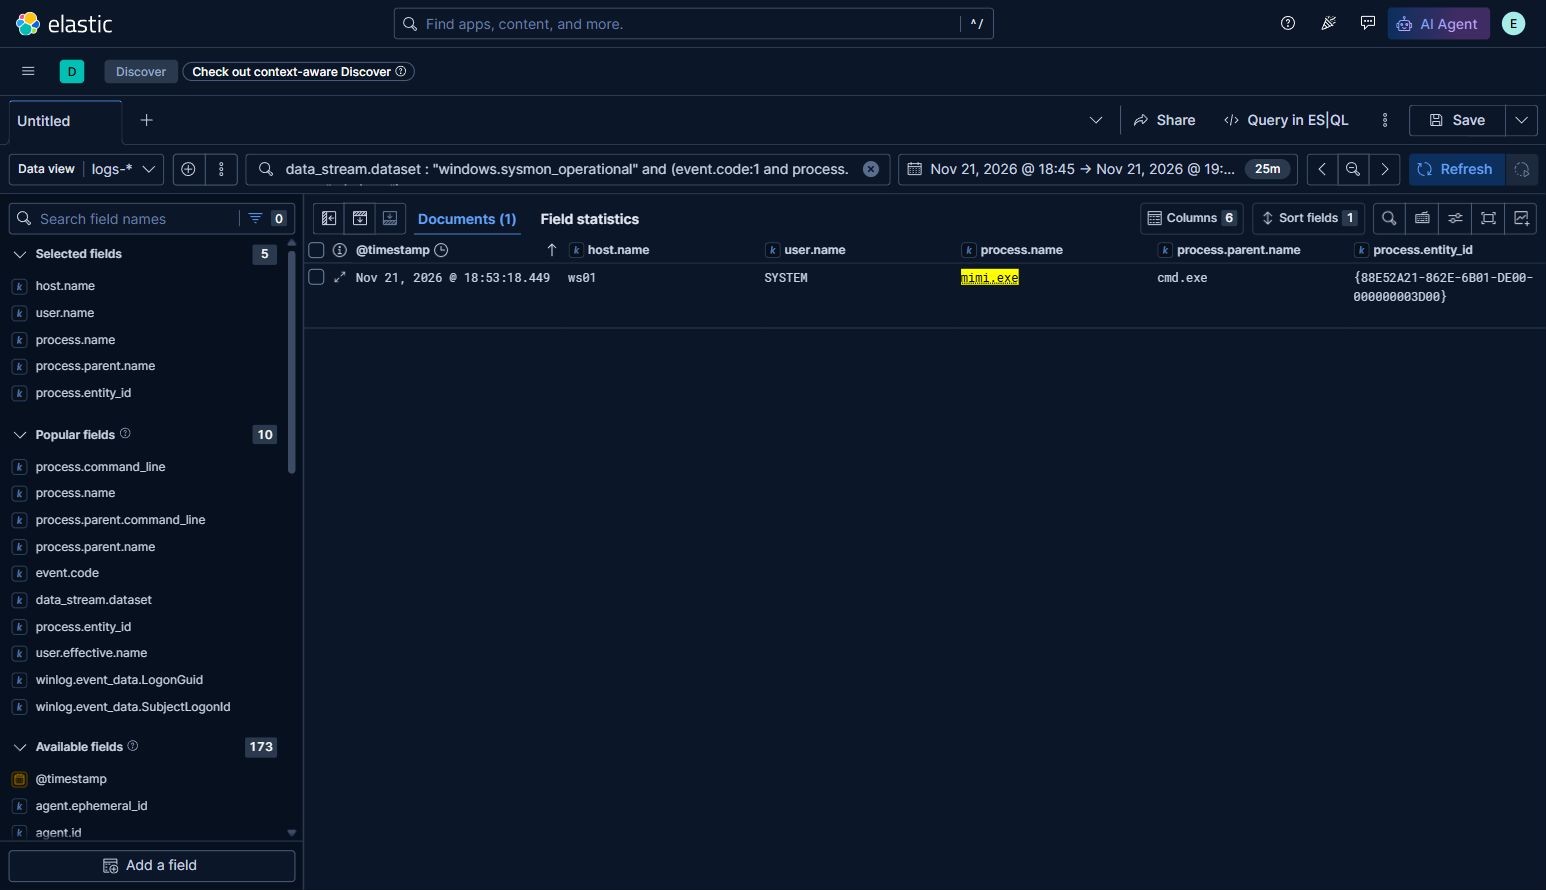 elastic
Find apps, content, and more.
^/
AI Agent
E
D
Discover
Check out context-aware Discover
Untitled
Share
Query in ES|QL
Save
Data view
logs-*
data_stream.dataset : "windows.sysmon_operational" and (event.code:1 and process.
Nov 21, 2026 @ 18:45 → Nov 21, 2026 @ 19:...
25m
Refresh
Search field names
0
Documents (1)
Field statistics
Columns 6
Sort fields 1
Selected fields 5
k host.name
k user.name
k process.name
k process.parent.name
k process.entity_id
Popular fields 10
k process.command_line
k process.name
k process.parent.command_line
k process.parent.name
k event.code
k data_stream.dataset
k process.entity_id
k user.effective.name
k winlog.event_data.LogonGuid
k winlog.event_data.SubjectLogonId
Available fields 173
@timestamp
k agent.ephemeral_id
k agent.id
Add a field
@timestamp k host.name k user.name k process.name k process.parent.name k process.entity_id
Nov 21, 2026 @ 18:53:18.449 ws01 SYSTEM mimi.exe cmd.exe {88E52A21-862E-6B01-DE00-
000000003D00}